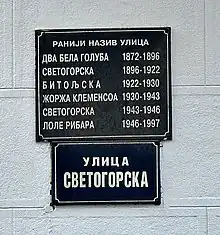 РАНИЈИ НАЗИВ УЛИЦА
ДВА БЕЛА ГОЛУБА 1872-1896
СВЕТОГОРСКА 1896-1922
БИТОЉСКА 1922-1930
ЖОРЖА КЛЕМЕНСОА 1930-1943
СВЕТОГОРСКА 1943-1946
ЛОЛЕ РИБАРА 1946-1997
УЛИЦА
СВЕТОГОРСКА